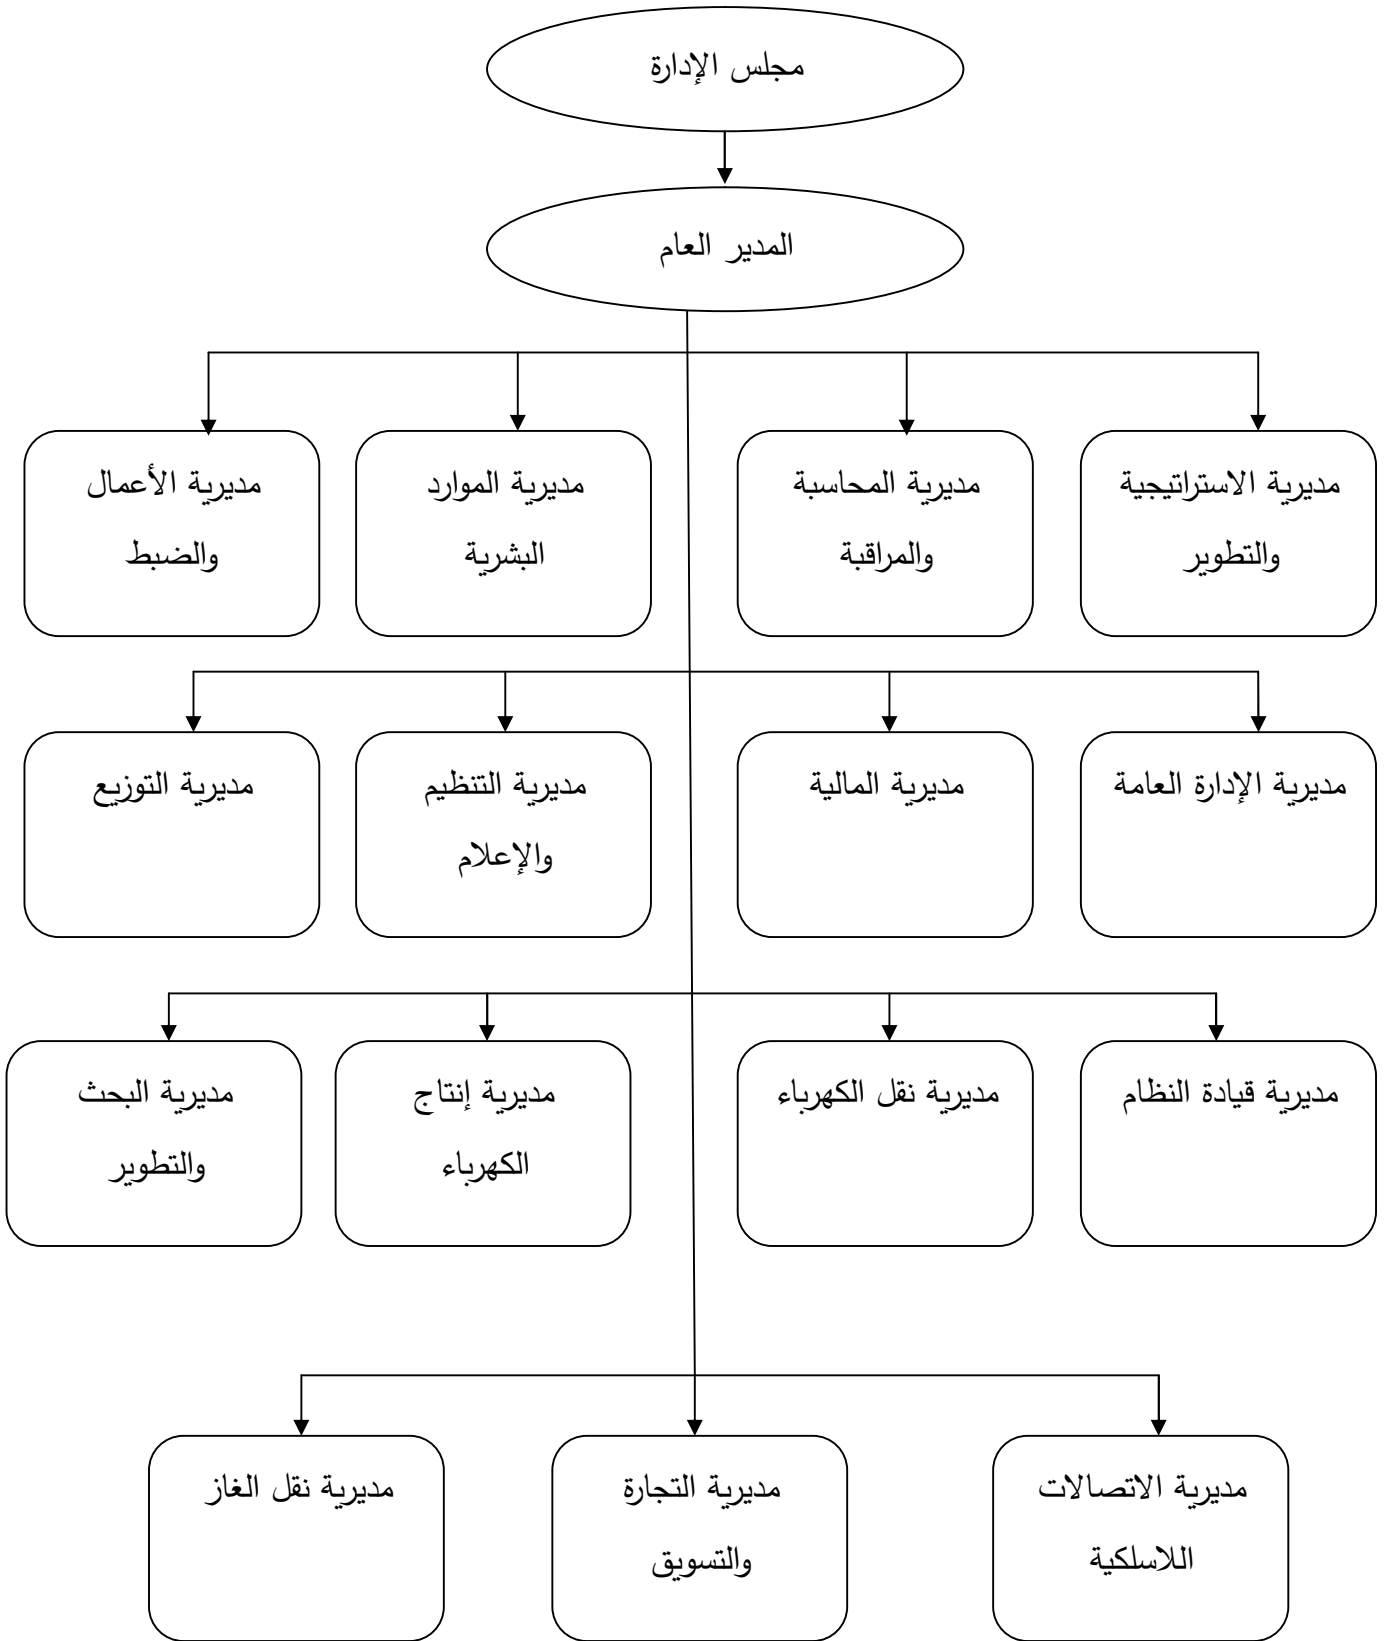 مجلس الإدارة
المدير العام
مديرية الاستراتيجية
والتطوير
مديرية المحاسبة
والمراقبة
مديرية الموارد
البشرية
مديرية الأعمال
والضبط
مديرية الإدارة العامة
مديرية المالية
مديرية التنظيم
والإعلام
مديرية التوزيع
مديرية قيادة النظام
مديرية نقل الكهرباء
مديرية إنتاج
الكهرباء
مديرية البحث
والتطوير
مديرية الاتصالات
اللاسلكية
مديرية التجارة
والتسويق
مديرية نقل الغاز